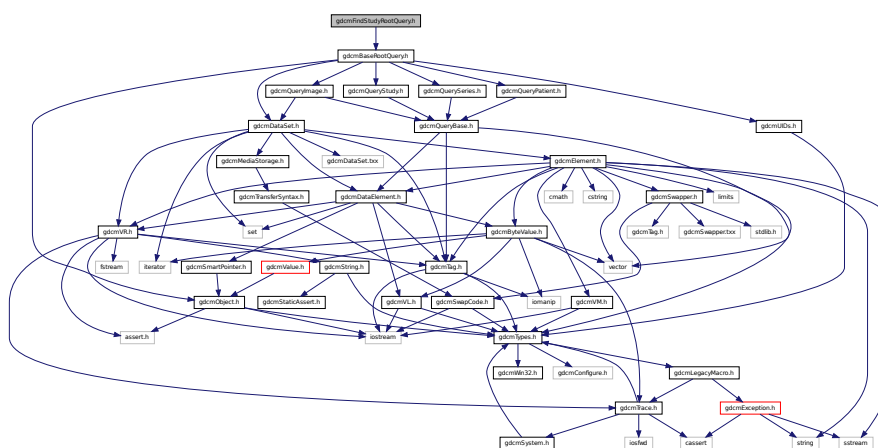 gdcmFindStudyRootQuery.h
gdcmBaseRootQuery.h
gdcmQueryImage.h
gdcmQueryStudy.h
gdcmQuerySeries.h
gdcmQueryPatient.h
gdcmDataSet.h
gdcmQueryBase.h
gdcmUIDs.h
gdcmMediaStorage.h
gdcmDataSet.txx
gdcmElement.h
gdcmTransferSyntax.h
gdcmDataElement.h
cmath
cstring
gdcmSwapper.h
limits
gdcmVR.h
set
gdcmByteValue.h
gdcmTag.h
gdcmSwapper.txx
stdlib.h
fstream
iterator
gdcmSmartPointer.h
gdcmValue.h
gdcmString.h
gdcmTag.h
vector
gdcmObject.h
gdcmStaticAssert.h
gdcmVL.h
gdcmSwapCode.h
iomanip
gdcmVM.h
assert.h
iostream
gdcmTypes.h
gdcmWin32.h
gdcmConfigure.h
gdcmLegacyMacro.h
gdcmTrace.h
gdcmException.h
gdcmSystem.h
iosfwd
cassert
string
sstream